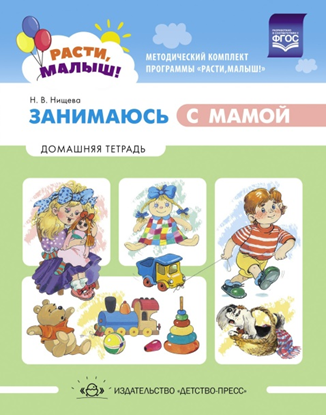 РАСТИ,
МАЛЫШ!
МЕТОДИЧЕСКИЙ КОМПЛЕКТ
ПРОГРАММЫ «РАСТИ,МАЛЫШ!»
ФГОС
Н. В. Нищева
ЗАНИМАЮСЬ С МАМОЙ
ДОМАШНЯЯ ТЕТРАДЬ
ИЗДАТЕЛЬСТВО «ДЕТСТВО-ПРЕСС»